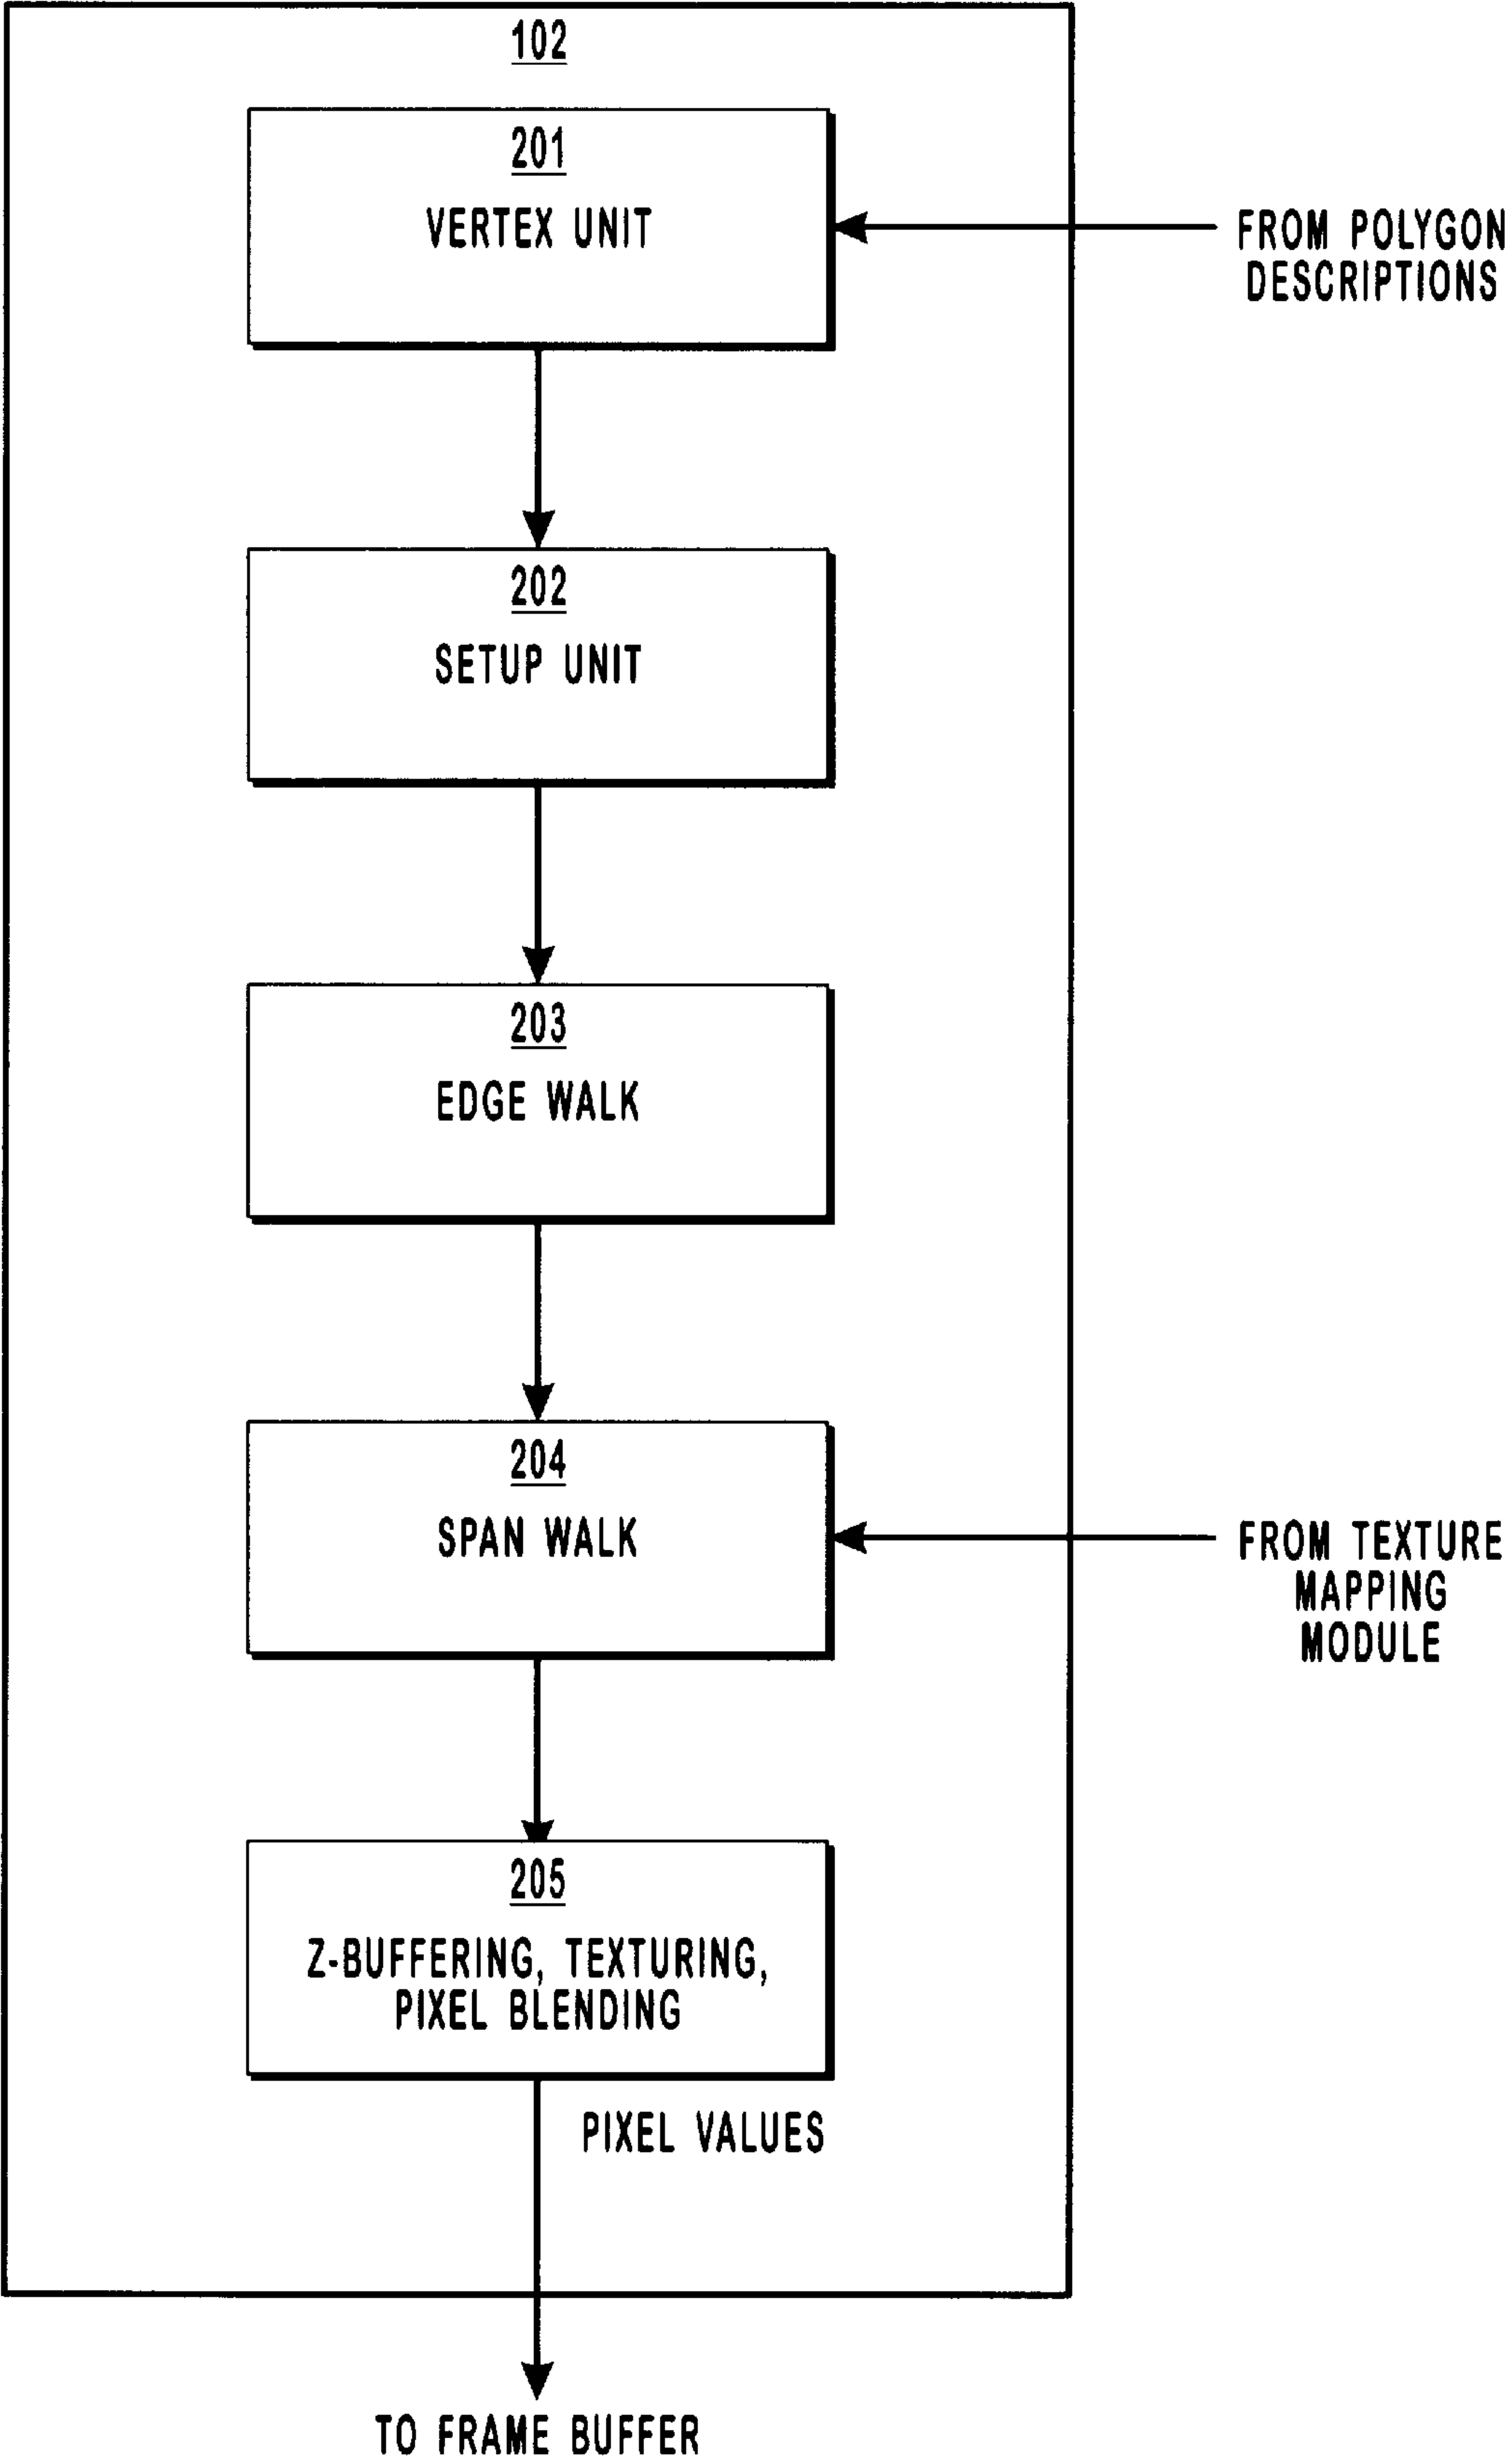 102
201
VERTEX UNIT
FROM POLYGON
DESCRIPTIONS
202
SETUP UNIT
203
EDGE WALK
204
SPAN WALK
FROM TEXTURE
MAPPING
MODULE
205
Z-BUFFERING, TEXTURING,
PIXEL BLENDING
PIXEL VALUES
TO FRAME BUFFER